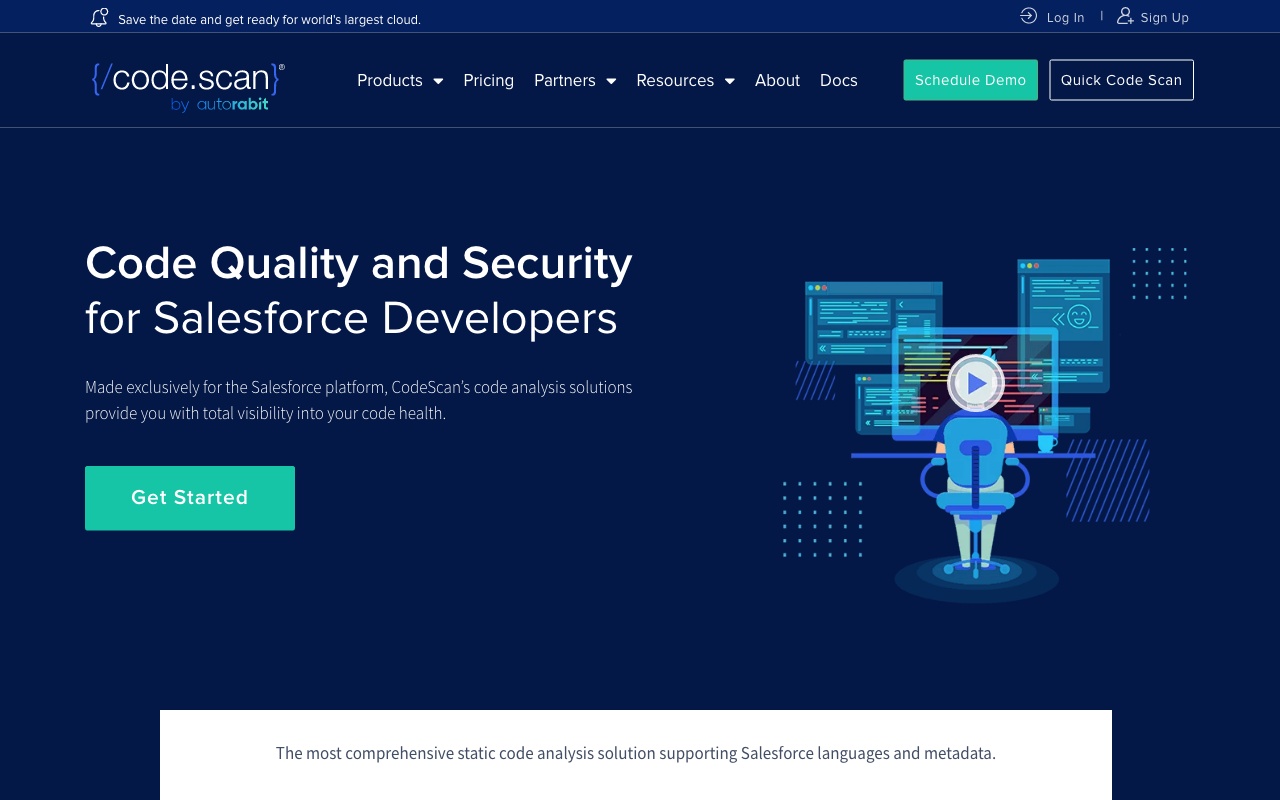 Save the date and get ready for world's largest cloud.
Log In | Sign Up
{/code.scan}®
by autorabit
Products Pricing Partners Resources About Docs
Schedule Demo
Quick Code Scan
Code Quality and Security
for Salesforce Developers
Made exclusively for the Salesforce platform, CodeScan's code analysis solutions
provide you with total visibility into your code health.
Get Started
The most comprehensive static code analysis solution supporting Salesforce languages and metadata.